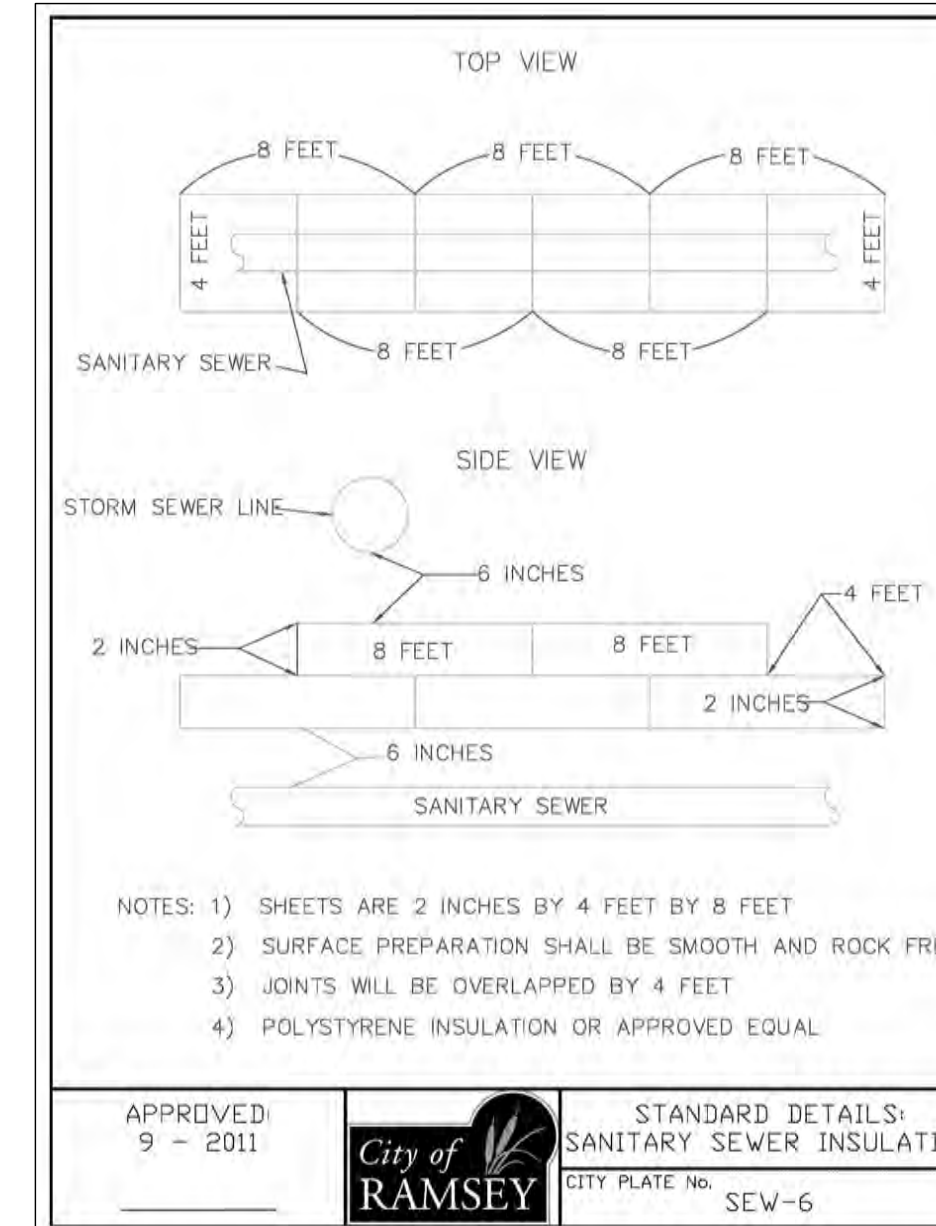 TOP VIEW
8 FEET 8 FEET 8 FEET
4 FEET 4 FEET
SANITARY SEWER 8 FEET 8 FEET
SIDE VIEW
STORM SEWER LINE
6 INCHES
4 FEET
2 INCHES 8 FEET 8 FEET
2 INCHES
6 INCHES
SANITARY SEWER
NOTES: 1) SHEETS ARE 2 INCHES BY 4 FEET BY 8 FEET
2) SURFACE PREPARATION SHALL BE SMOOTH AND ROCK FR
3) JOINTS WILL BE OVERLAPPED BY 4 FEET
4) POLYSTYRENE INSULATION OR APPROVED EQUAL
APPROVED:
9 - 2011
City of
RAMSEY
STANDARD DETAILS:
SANITARY SEWER INSULATI
CITY PLATE No.
SEW-6